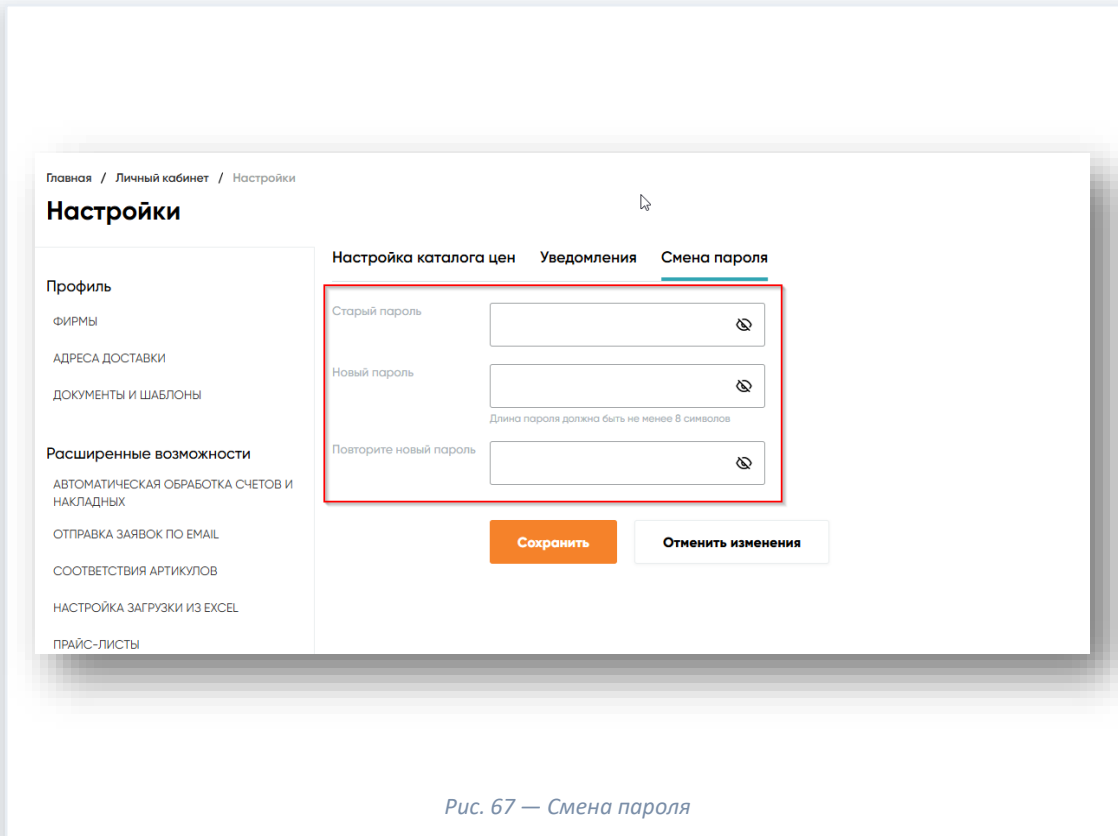 Главная / Личный кабинет / Настройки
Настройки
Профиль
ФИРМЫ
АДРЕСА ДОСТАВКИ
ДОКУМЕНТЫ И ШАБЛОНЫ
Расширенные возможности
АВТОМАТИЧЕСКАЯ ОБРАБОТКА СЧЕТОВ И
НАКЛАДНЫХ
ОТПРАВКА ЗАЯВОК ПО EMAIL
СООТВЕТСТВИЯ АРТИКУЛОВ
НАСТРОЙКА ЗАГРУЗКИ ИЗ EXCEL
ПРАЙС-ЛИСТЫ
Настройка каталога цен Уведомления Смена пароля
Старый пароль
Новый пароль
Длина пароля должна быть не менее 8 символов
Повторите новый пароль
Сохранить Отменить изменения
Рис. 67 — Смена пароля